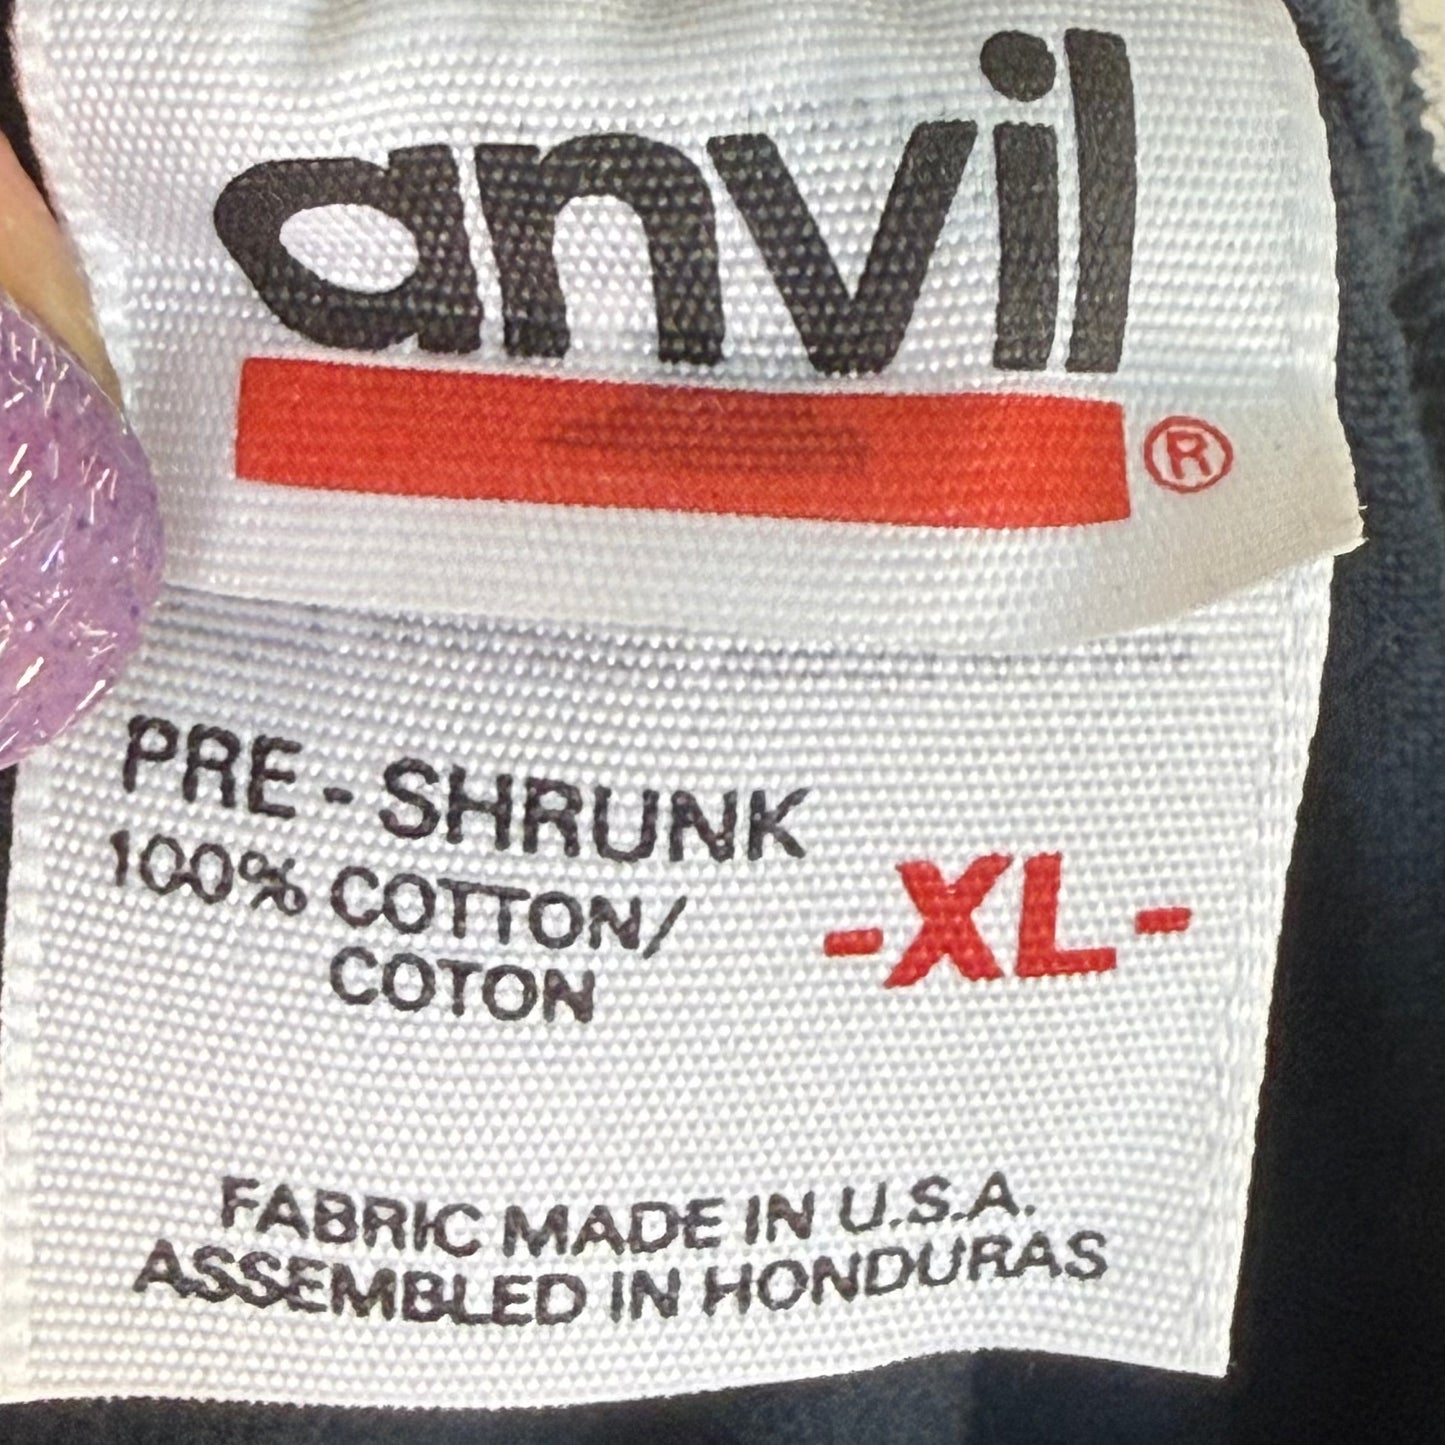 anvil
®
PRE-SHRUNK
100% COTTON/
COTON
-XL-
FABRIC MADE IN U.S.A.
ASSEMBLED IN HONDURAS